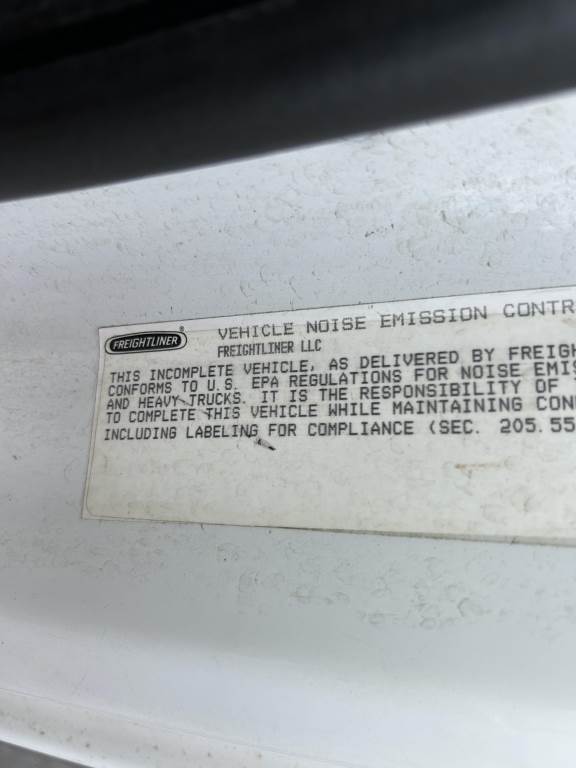 FREIGHTLINER®
VEHICLE NOISE EMISSION CONTR
FREIGHTLINER LLC
THIS INCOMPLETE VEHICLE, AS DELIVERED BY FREIGH
CONFORMS TO U.S. EPA REGULATIONS FOR NOISE EMIS
AND HEAVY TRUCKS. IT IS THE RESPONSIBILITY OF
TO COMPLETE THIS VEHICLE WHILE MAINTAINING CON
INCLUDING LABELING FOR COMPLIANCE (SEC. 205.55